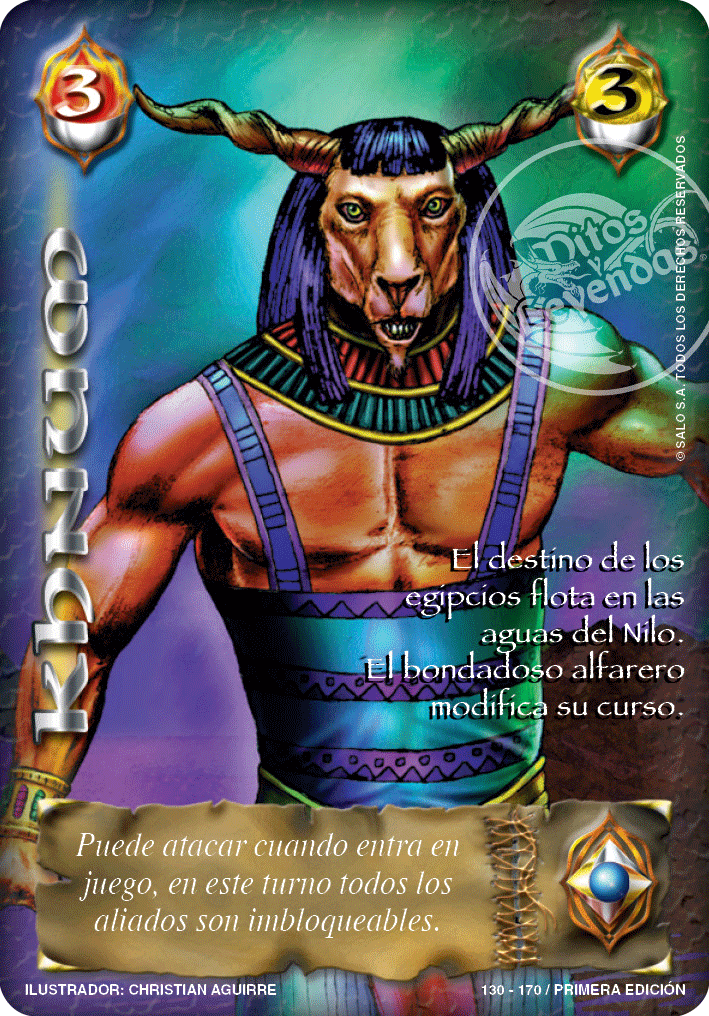 3
3
Khnum
Mitos
y
Leyendas
© SALO S.A. TODOS LOS DERECHOS RESERVADOS
El destino de los
egipcios flota en las
aguas del Nilo.
El bondadoso alfarero
modifica su curso.
Puede atacar cuando entra en
juego, en este turno todos los
aliados son imbloqueables.
ILUSTRADOR: CHRISTIAN AGUIRRE
130 - 170 / PRIMERA EDICIÓN